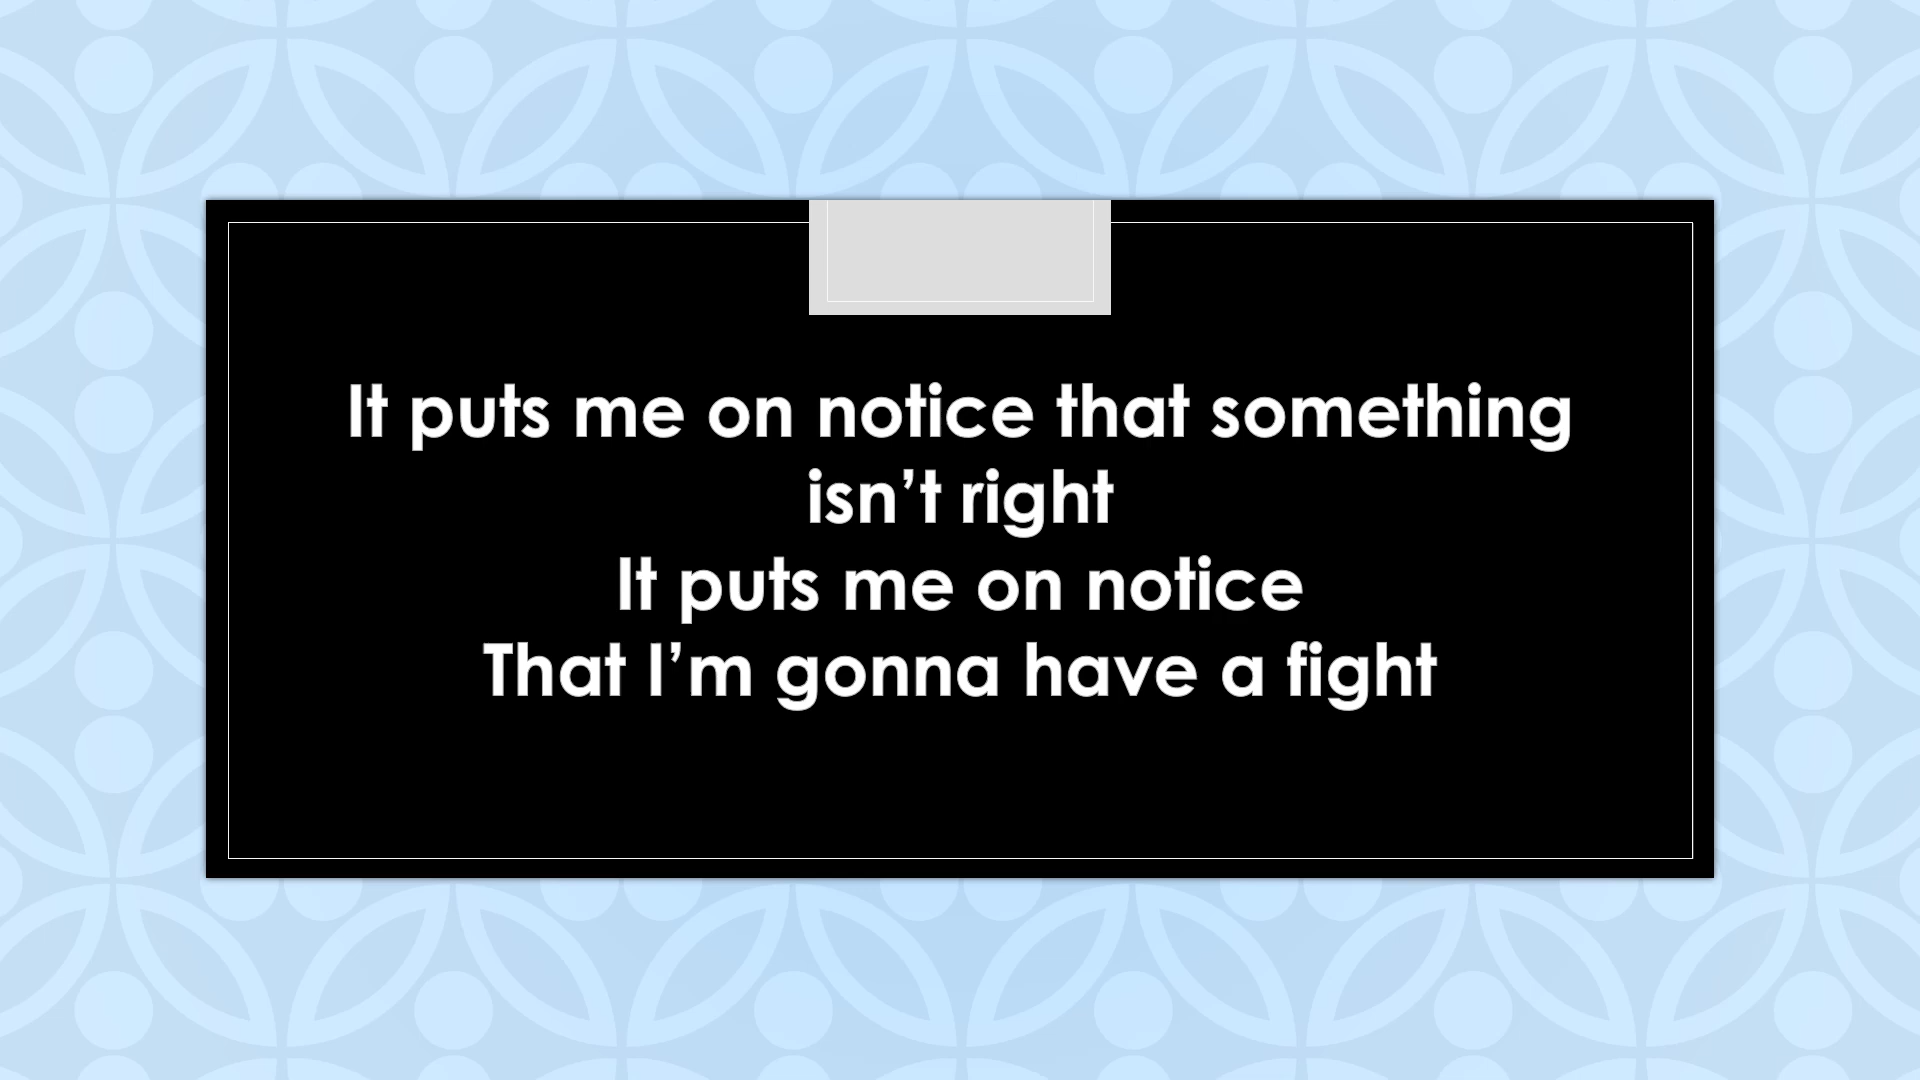 It puts me on notice that something
isn’t right
It puts me on notice
That I’m gonna have a fight